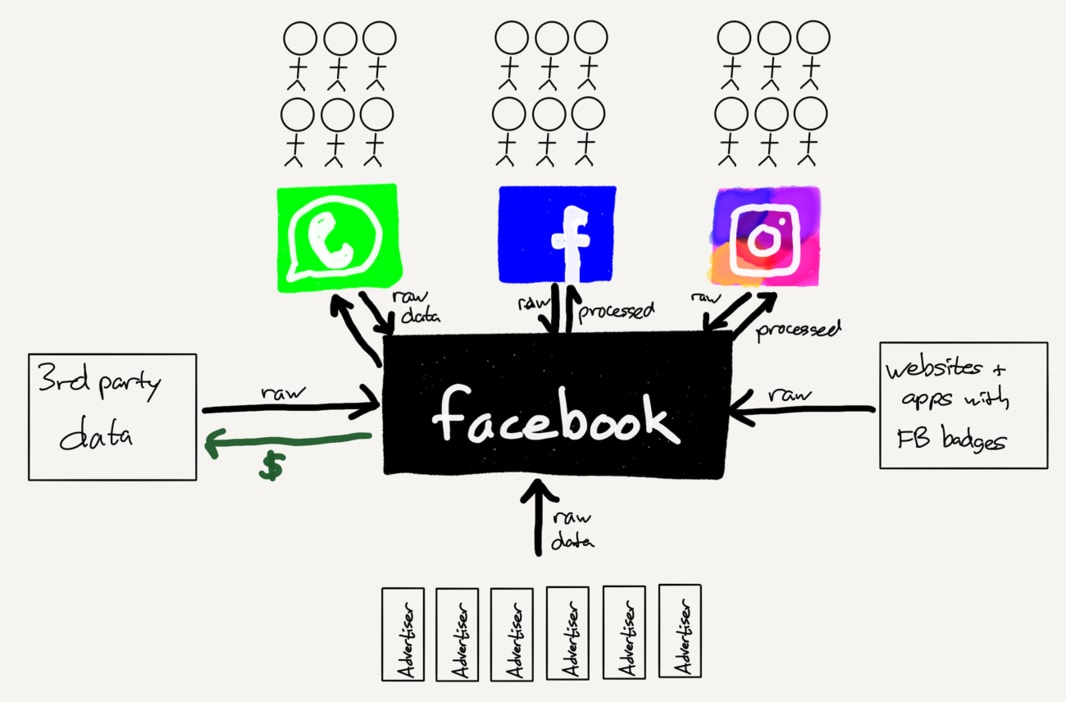 f
raw
data
raw
processed
raw
processed
3rd party
data
raw
$
facebook
raw
websites +
apps with
FB badges
raw
data
Advertiser
Advertiser
Advertiser
Advertiser
Advertiser
Advertiser